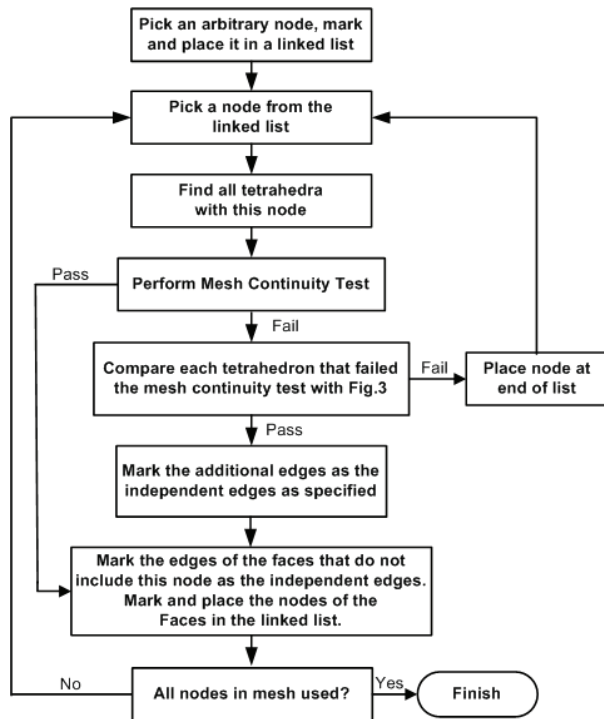 Pick an arbitrary node, mark
and place it in a linked list
Pick a node from the
linked list
Find all tetrahedra
with this node
Pass
Perform Mesh Continuity Test
Fail
Compare each tetrahedron that failed
the mesh continuity test with Fig.3
Fail
Place node at
end of list
Pass
Mark the additional edges as the
independent edges as specified
Mark the edges of the faces that do not
include this node as the independent edges.
Mark and place the nodes of the
Faces in the linked list.
No
All nodes in mesh used?
Yes
Finish